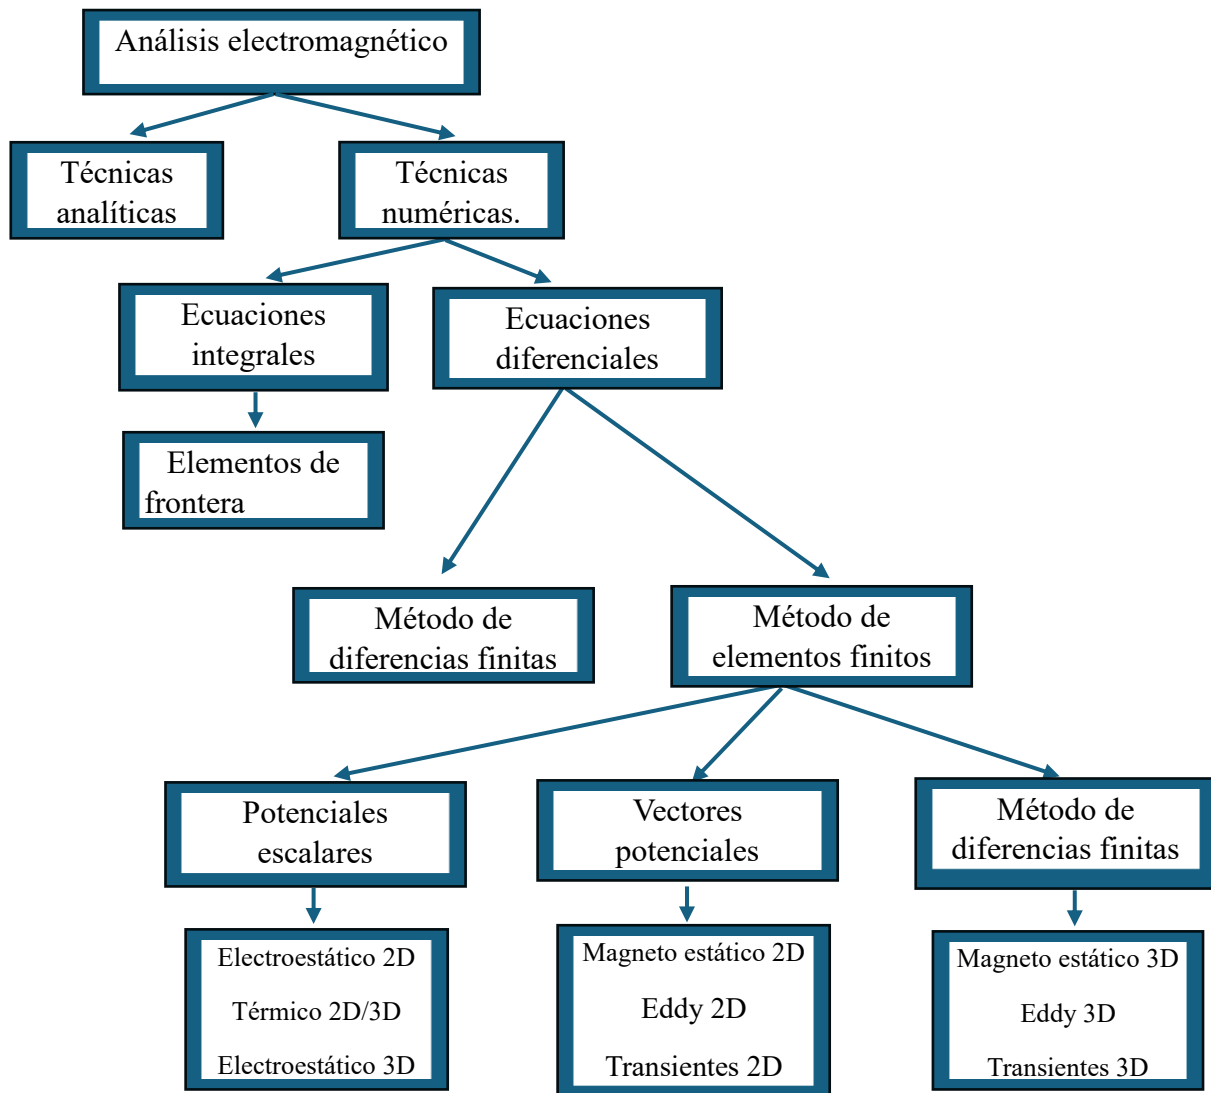 Análisis electromagnético
Técnicas
analíticas
Técnicas
numéricas.
Ecuaciones
integrales
Ecuaciones
diferenciales
Elementos de
frontera
Método de
diferencias finitas
Método de
elementos finitos
Potenciales
escalares
Vectores
potenciales
Método de
diferencias finitas
Electroestático 2D
Térmico 2D/3D
Electroestático 3D
Magneto estático 2D
Eddy 2D
Transientes 2D
Magneto estático 3D
Eddy 3D
Transientes 3D